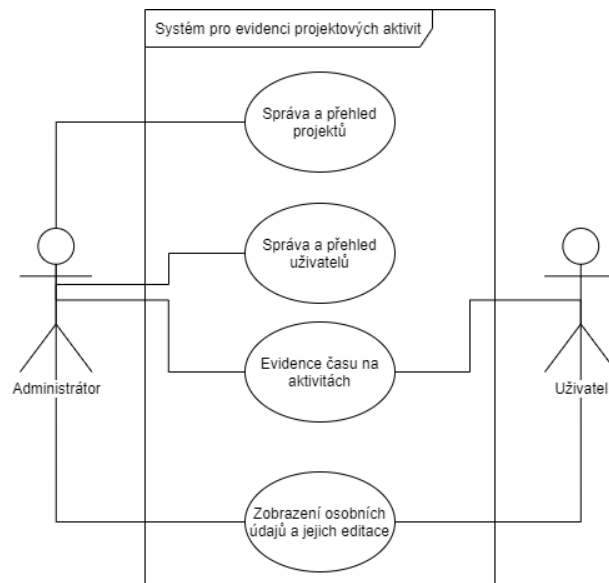 Systém pro evidenci projektových aktivit
Správa a přehled
projektů
Správa a přehled
uživatelů
Evidence času na
aktivitách
Administrátor
Uživatel
Zobrazení osobních
údajů a jejich editace